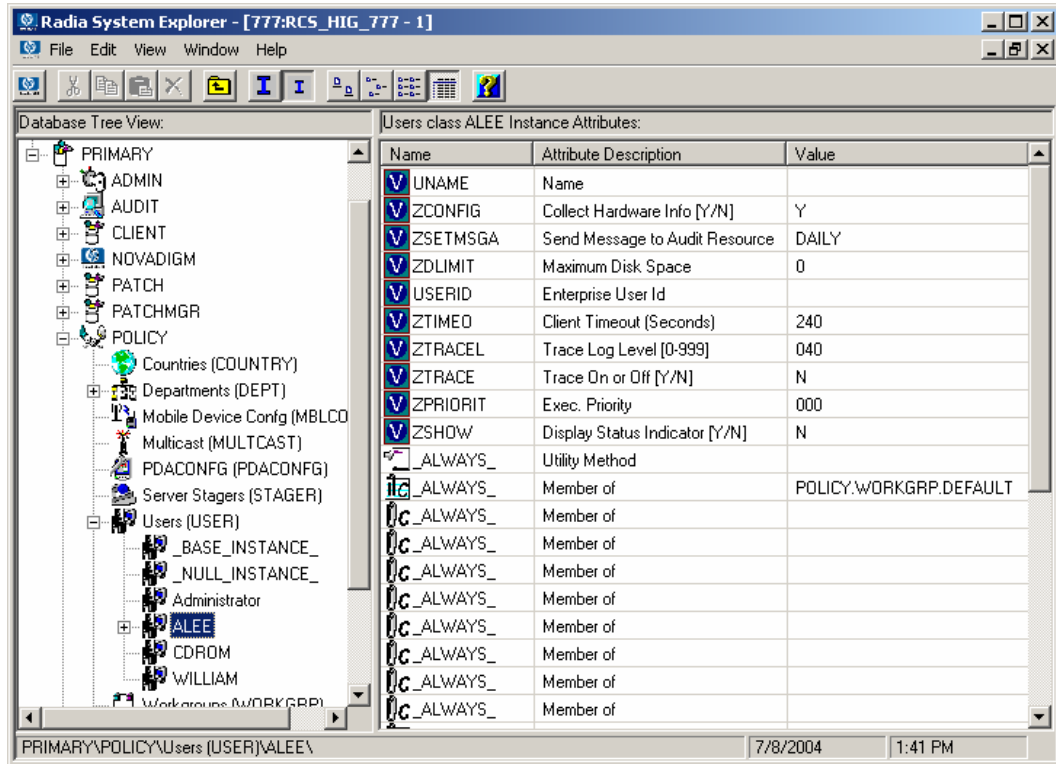 Radia System Explorer - [777:RCS_HIG_777 - 1]
File Edit View Window Help
Database Tree View:
Users class ALEE Instance Attributes:
PRIMARY
ADMIN
AUDIT
CLIENT
NOVADIGM
PATCH
PATCHMGR
POLICY
Countries (COUNTRY)
Departments (DEPT)
Mobile Device Confg (MBLCO
Multicast (MULTCAST)
PDACONFG (PDACONFG)
Server Stagers (STAGER)
Users (USER)
_BASE_INSTANCE_
_NULL_INSTANCE_
Administrator
ALEE
CDROM
WILLIAM
Workgroups (WORKGRP)
Name Attribute Description Value
UNAME Name
ZCONFIG Collect Hardware Info [Y/N] Y
ZSETMSGA Send Message to Audit Resource DAILY
ZDLIMIT Maximum Disk Space 0
USERID Enterprise User Id
ZTIMEO Client Timeout (Seconds) 240
ZTRACEL Trace Log Level [0-999] 040
ZTRACE Trace On or Off [Y/N] N
ZPRIORIT Exec. Priority 000
ZSHOW Display Status Indicator [Y/N] N
_ALWAYS_ Utility Method
_ALWAYS_ Member of POLICY.WORKGRP.DEFAULT
_ALWAYS_ Member of
_ALWAYS_ Member of
_ALWAYS_ Member of
_ALWAYS_ Member of
_ALWAYS_ Member of
_ALWAYS_ Member of
_ALWAYS_ Member of
_ALWAYS_ Member of
PRIMARY\POLICY\Users (USER)\ALEE\ 7/8/2004 1:41 PM